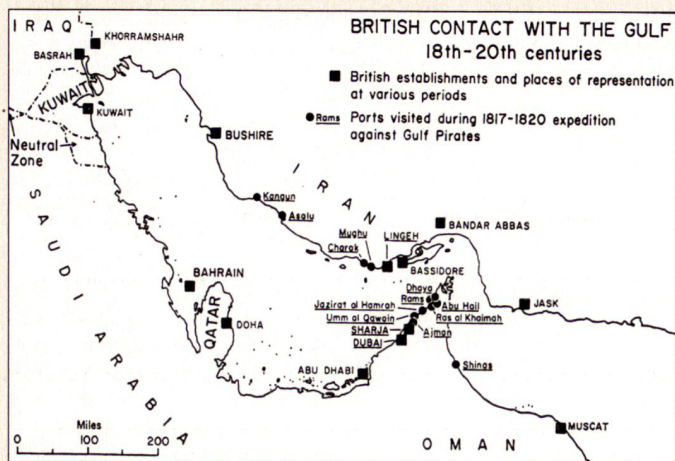 BRITISH CONTACT WITH THE GULF
18th-20th centuries
British establishments and places of representation
at various periods
Rams Ports visited during 1817-1820 expedition
against Gulf Pirates
IRAQ
KHORRAMSHAHR
BASRAH
KUWAIT
KUWAIT
Neutral
Zone
BUSHIRE
IRAN
Kangun
Asalu
Mughu
Charak
LINGEH
BANDAR ABBAS
BASSIDORE
JASK
BAHRAIN
QATAR
DOHA
Dhaya
Rams
Jazirat al Hamrah
Abu Hail
Umm al Qawain
Ras al Khaimah
SHARJA
Ajman
DUBAI
ABU DHABI
Shinas
MUSCAT
SAUDI ARABIA
OMAN
Miles
0 100 200